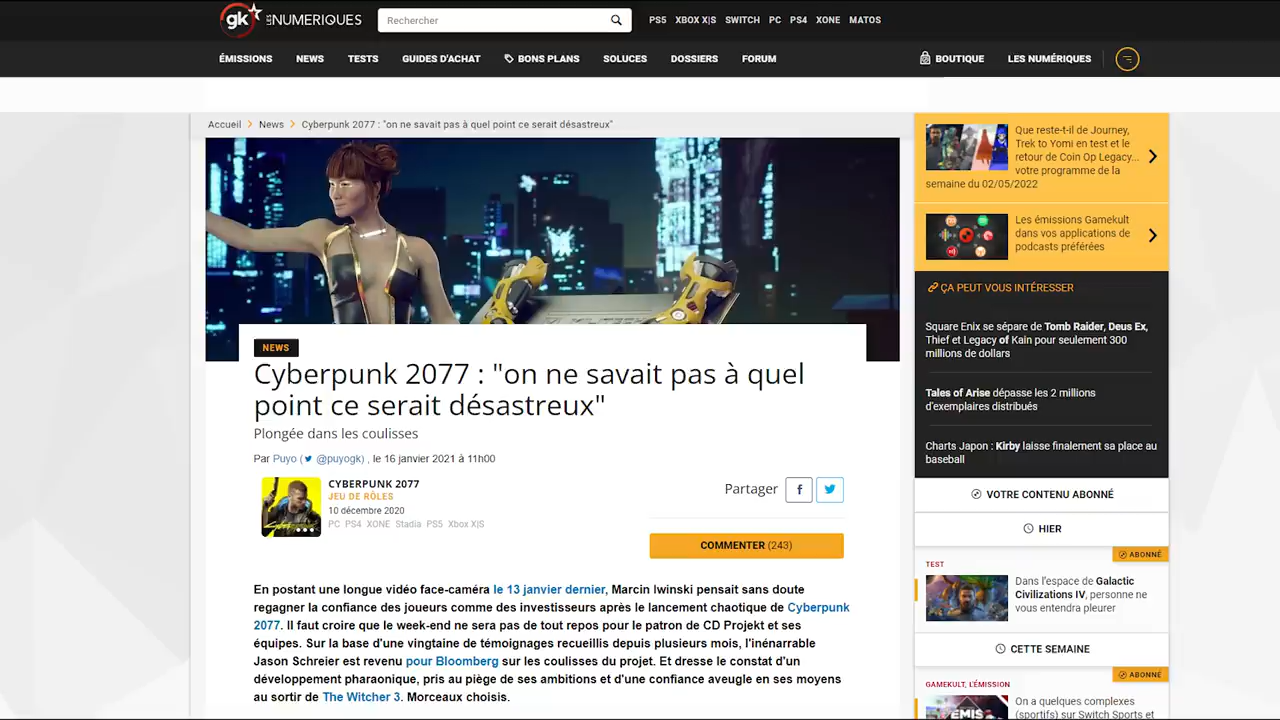 gk LES NUMERIQUES
Rechercher
PS5 XBOX X|S SWITCH PC PS4 XONE MATOS
ÉMISSIONS NEWS TESTS GUIDES D'ACHAT BONS PLANS SOLUCES DOSSIERS FORUM
BOUTIQUE LES NUMÉRIQUES
Accueil > News > Cyberpunk 2077 : "on ne savait pas à quel point ce serait désastreux"
NEWS
Cyberpunk 2077 : "on ne savait pas à quel
point ce serait désastreux"
Plongée dans les coulisses
Par Puyo ( @puyogk) , le 16 janvier 2021 à 11h00
CYBERPUNK 2077
JEU DE RÔLES
10 décembre 2020
PC PS4 XONE Stadia PS5 Xbox X|S
Partager
COMMENTER (243)
En postant une longue vidéo face-caméra le 13 janvier dernier, Marcin Iwinski pensait sans doute
regagner la confiance des joueurs comme des investisseurs après le lancement chaotique de Cyberpunk
2077. Il faut croire que le week-end ne sera pas de tout repos pour le patron de CD Projekt et ses
équipes. Sur la base d'une vingtaine de témoignages recueillis depuis plusieurs mois, l'inénarrable
Jason Schreier est revenu pour Bloomberg sur les coulisses du projet. Et dresse le constat d'un
développement pharaonique, pris au piège de ses ambitions et d'une confiance aveugle en ses moyens
au sortir de The Witcher 3. Morceaux choisis.
Que reste-t-il de Journey,
Trek to Yomi en test et le
retour de Coin Op Legacy...
votre programme de la
semaine du 02/05/2022
Les émissions Gamekult
dans vos applications de
podcasts préférées
ÇA PEUT VOUS INTÉRESSER
Square Enix se sépare de Tomb Raider, Deus Ex,
Thief et Legacy of Kain pour seulement 300
millions de dollars
Tales of Arise dépasse les 2 millions
d'exemplaires distribués
Charts Japon : Kirby laisse finalement sa place au
baseball
VOTRE CONTENU ABONNÉ
HIER
ABONNÉ
TEST
Dans l'espace de Galactic
Civilizations IV, personne ne
vous entendra pleurer
CETTE SEMAINE
ABONNÉ
GAMEKULT, L'ÉMISSION
On a quelques complexes
(sportifs) sur Switch Sports et